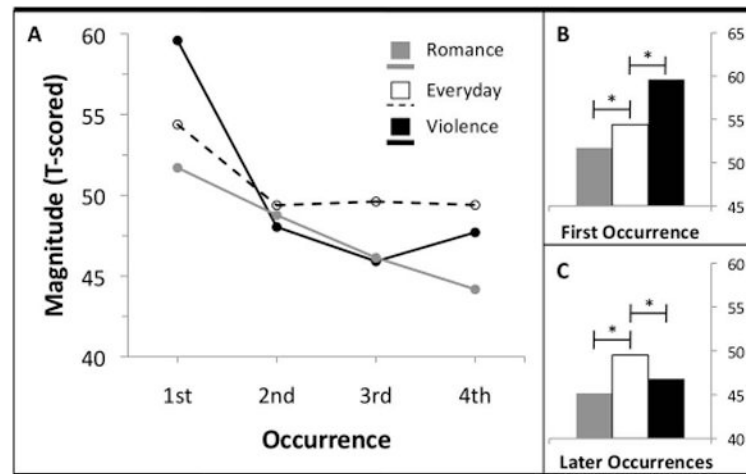 A
60
55
50
45
40
Magnitude (T-scored)
Romance
Everyday
Violence
1st 2nd 3rd 4th
Occurrence
B
65
60
55
50
45
*
*
First Occurrence
C
60
55
50
45
40
*
*
Later Occurrences